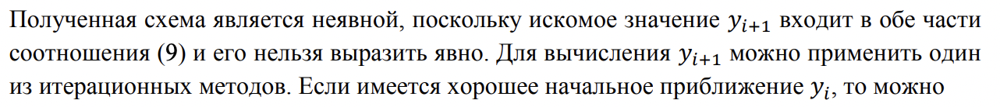 Полученная схема является неявной, поскольку искомое значение $y_{i+1}$ входит в обе части
соотношения (9) и его нельзя выразить явно. Для вычисления $y_{i+1}$ можно применить один
из итерационных методов. Если имеется хорошее начальное приближение $y_i$, то можно